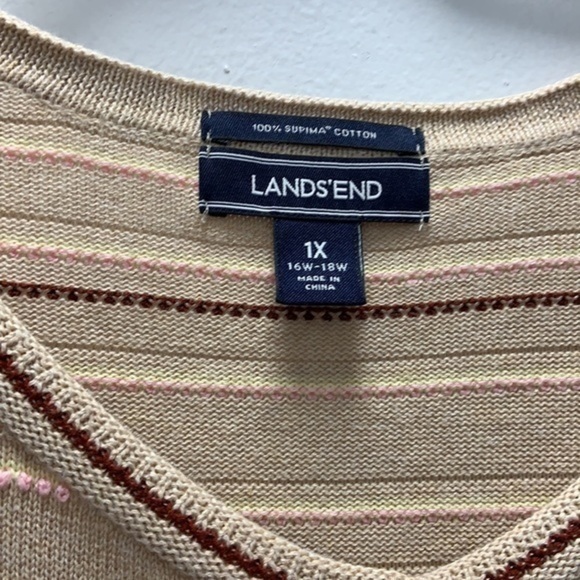 100% SUPIMA® COTTON
LANDS'END
1X
16W-18W
MADE IN
CHINA